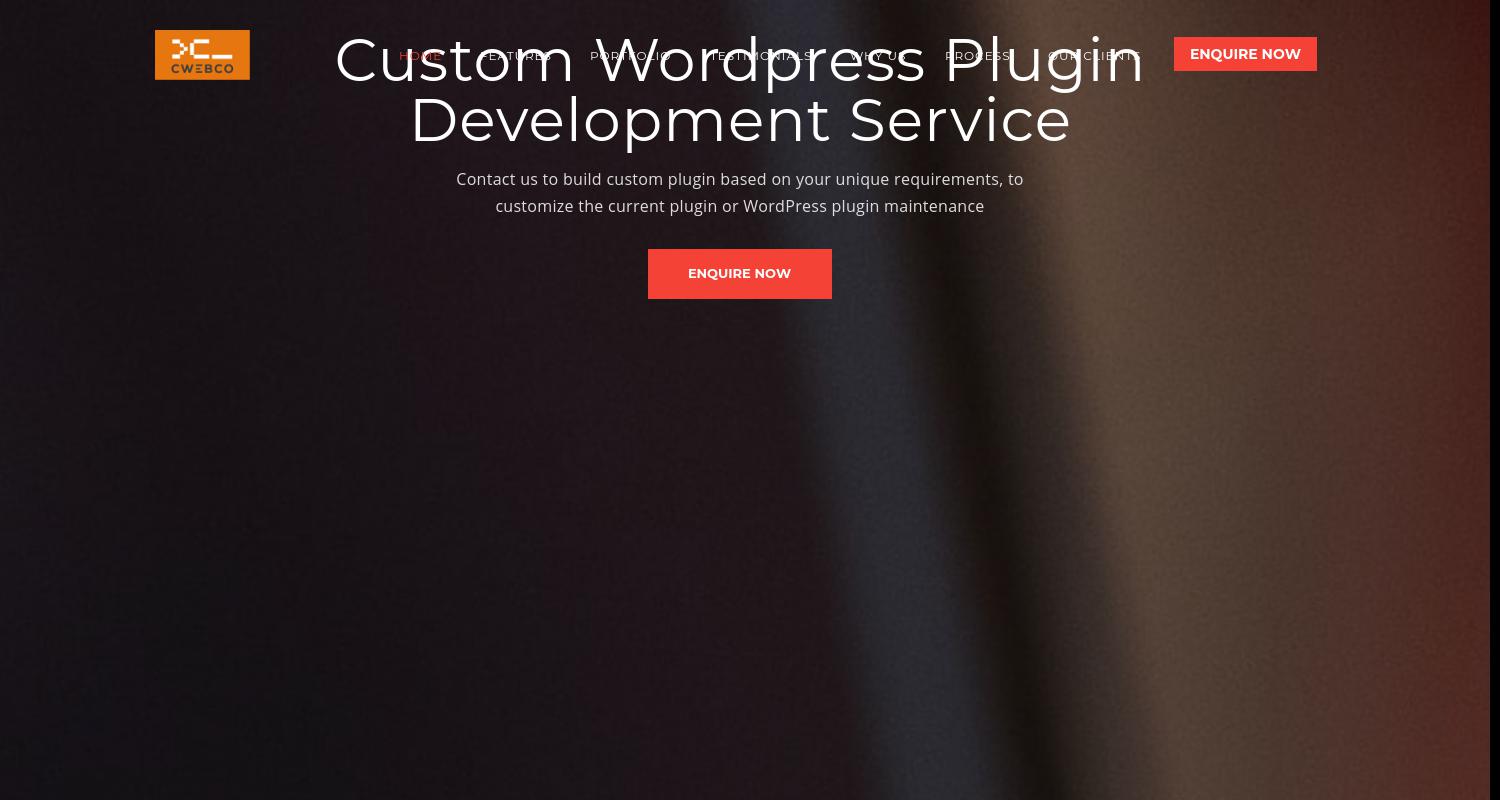 CWEBCO
HOME FEATURES PORTFOLIO TESTIMONIALS WHY US PROCESS OUR CLIENTS ENQUIRE NOW
Custom Wordpress Plugin
Development Service
Contact us to build custom plugin based on your unique requirements, to
customize the current plugin or WordPress plugin maintenance
ENQUIRE NOW